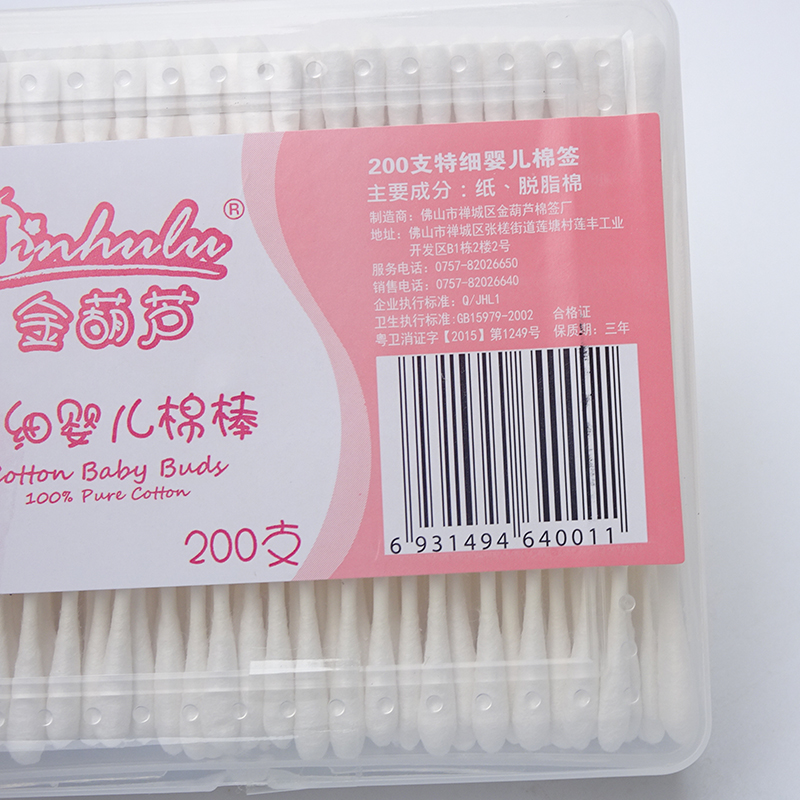 200支特细婴儿棉签
主要成分：纸、脱脂棉
制造商：佛山市禅城区金葫芦棉签厂
地址：佛山市禅城区张槎街道莲塘村莲丰工业
开发区B1栋2楼2号
服务电话：0757-82026650
销售电话：0757-82026640
企业执行标准：Q/JHL1
卫生执行标准:GB15979-2002 合格证
粤卫消证字【2015】第1249号 保质期：三年
Jinhulu®
金葫芦
细婴儿棉棒
Cotton Baby Buds
100% Pure Cotton
200支
6 931494 640011